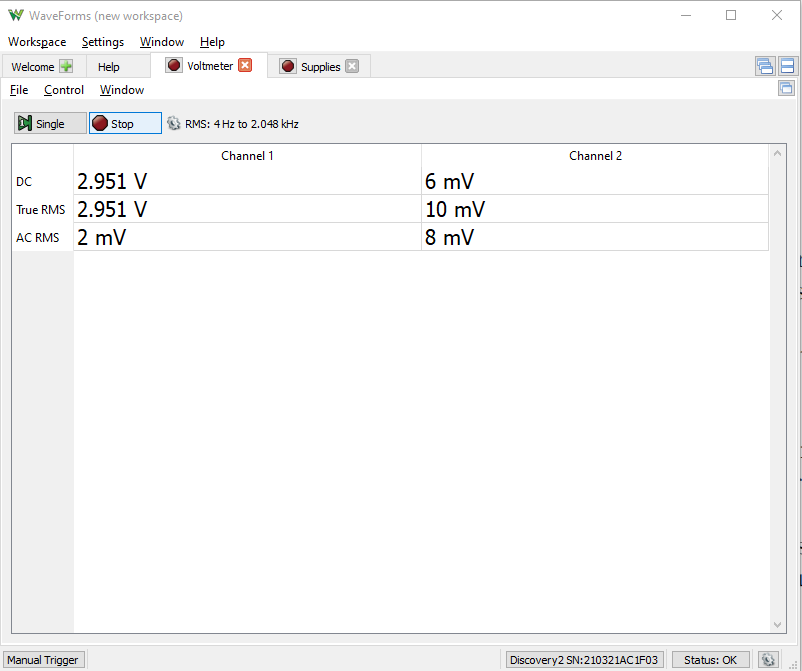 WaveForms (new workspace)
Workspace Settings Window Help
Welcome Help Voltmeter Supplies
File Control Window
Single Stop RMS: 4 Hz to 2.048 kHz
Channel 1 Channel 2
DC 2.951 V 6 mV
True RMS 2.951 V 10 mV
AC RMS 2 mV 8 mV
Manual Trigger Discovery2 SN:210321AC1F03 Status: OK